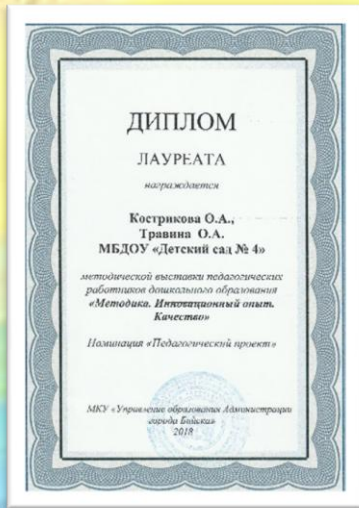 ДИПЛОМ
ЛАУРЕАТА
награждается
Кострикова О.А.,
Травина О.А.
МБДОУ «Детский сад № 4»
методической выставки педагогических
работников дошкольного образования
«Методика. Инновационный опыт.
Качество»
Номинация «Педагогический проект»
МКУ «Управление образования Администрации
города Бийска»
2018